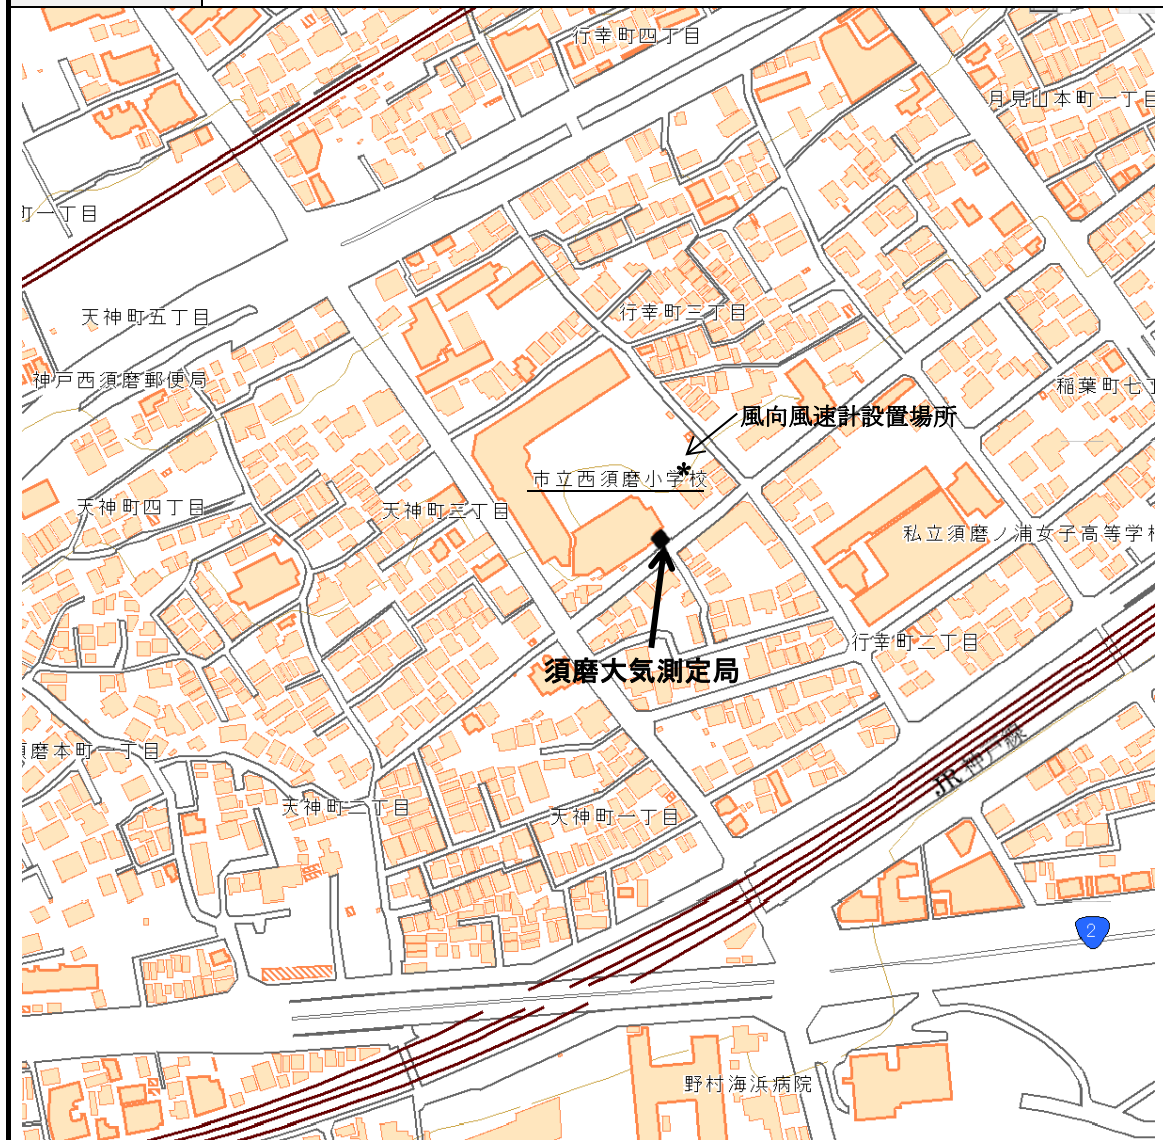 行幸町四丁目
月見山本町一丁目
町一丁目
天神町五丁目
行幸町三丁目
神戸西須磨郵便局
稲葉町七丁
風向風速計設置場所
*
市立西須磨小学校
天神町四丁目
天神町三丁目
私立須磨ノ浦女子高等学校
行幸町二丁目
須磨大気測定局
須磨本町一丁目
JR神戸線
天神町二丁目
天神町一丁目
2
野村海浜病院